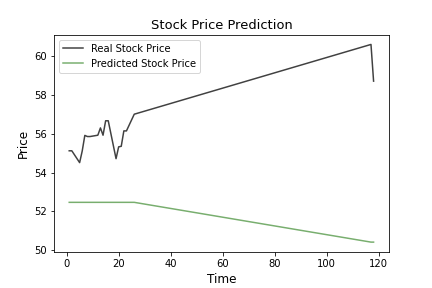 Stock Price Prediction
Real Stock Price
Predicted Stock Price
60
58
56
54
52
50
Price
0 20 40 60 80 100 120
Time